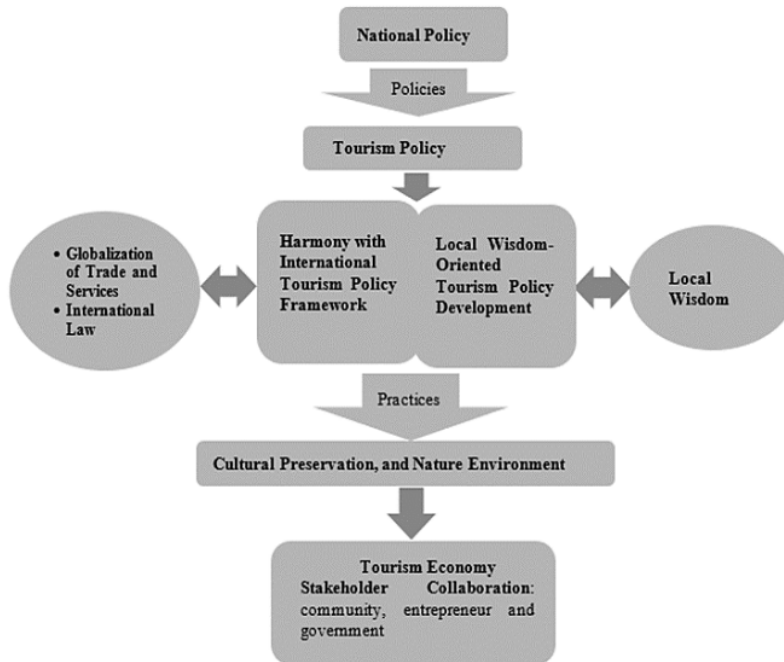 National Policy
Policies
Tourism Policy
• Globalization
of Trade and
Services
• International
Law
Harmony with
International
Tourism Policy
Framework
Local Wisdom-
Oriented
Tourism Policy
Development
Local
Wisdom
Practices
Cultural Preservation, and Nature Environment
Tourism Economy
Stakeholder Collaboration:
community, entrepreneur and
government